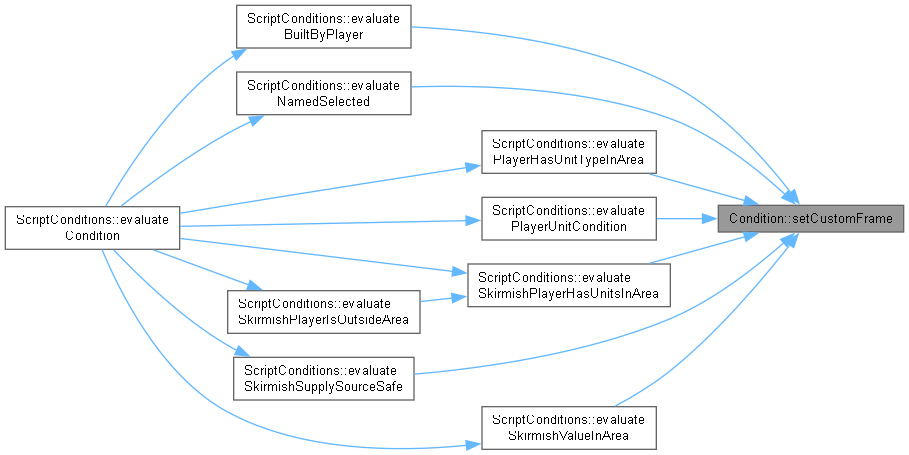 ScriptConditions::evaluate
BuiltByPlayer
ScriptConditions::evaluate
NamedSelected
ScriptConditions::evaluate
PlayerHasUnitTypeInArea
ScriptConditions::evaluate
Condition
ScriptConditions::evaluate
PlayerUnitCondition
Condition::setCustomFrame
ScriptConditions::evaluate
SkirmishPlayerHasUnitsInArea
ScriptConditions::evaluate
SkirmishPlayerIsOutsideArea
ScriptConditions::evaluate
SkirmishSupplySourceSafe
ScriptConditions::evaluate
SkirmishValueInArea